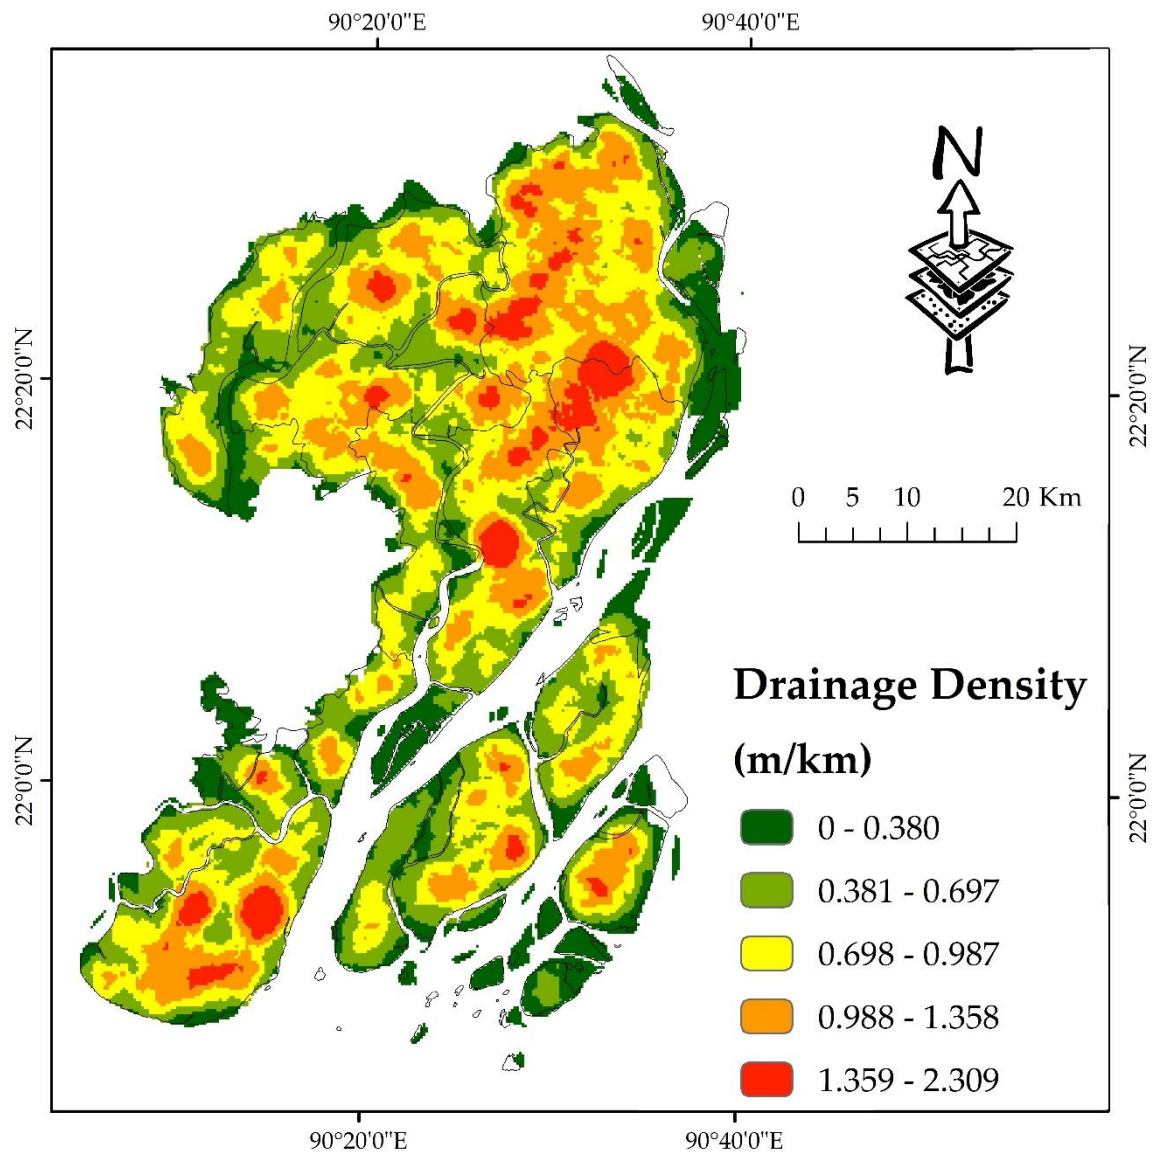 90°20'0"E
90°40'0"E
N
22°20'0"N
22°20'0"N
0 5 10 20 Km
Drainage Density
(m/km)
22°0'0"N
22°0'0"N
0 - 0.380
0.381 - 0.697
0.698 - 0.987
0.988 - 1.358
1.359 - 2.309
90°20'0"E
90°40'0"E